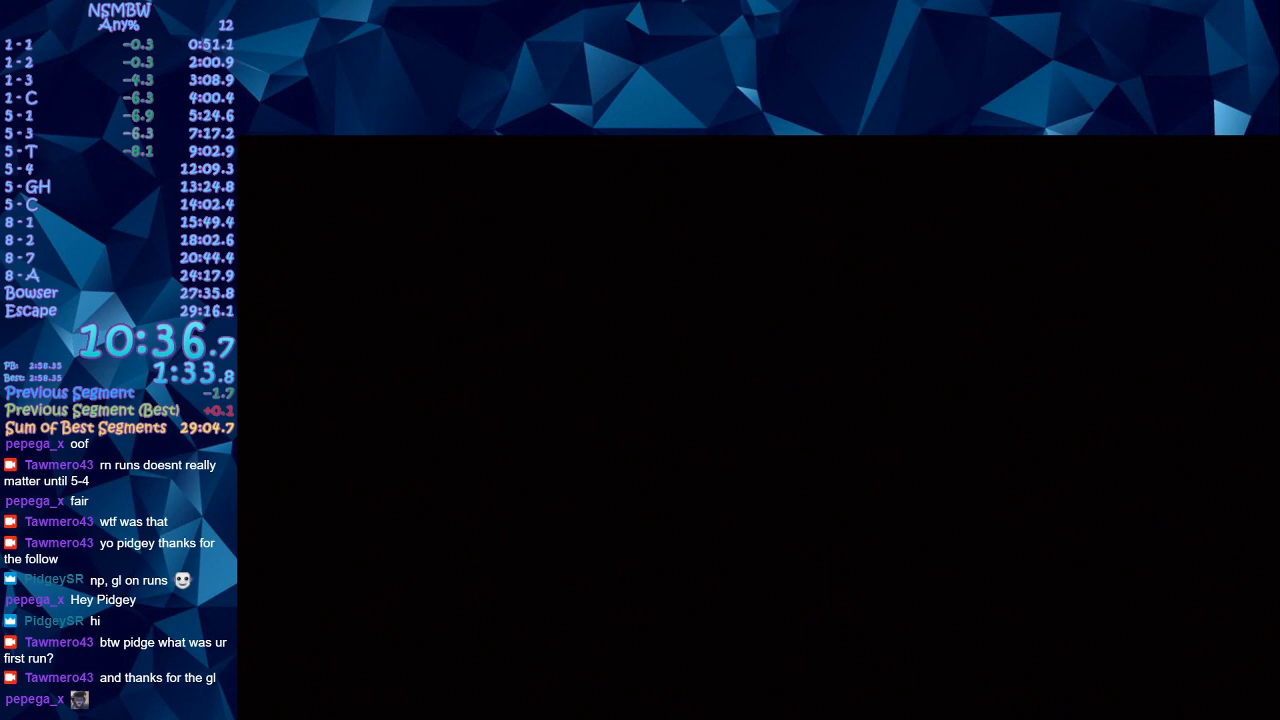 NSMBW
Any% 12
1 - 1 -0.3 0:51.1
1 - 2 -0.3 2:00.9
1 - 3 -4.3 3:08.9
1 - C -6.3 4:00.4
5 - 1 -6.9 5:24.6
5 - 3 -6.3 7:17.2
5 - T -8.1 9:02.9
5 - 4 12:09.3
5 - GH 13:24.8
5 - C 14:02.4
8 - 1 15:49.4
8 - 2 18:02.6
8 - 7 20:44.4
8 - A 24:17.9
Bowser 27:35.8
Escape 29:16.1
10:36.7
PB: 2:58.35
Best: 2:58.35
1:33.8
Previous Segment -1.7
Previous Segment (Best) +0.1
Sum of Best Segments 29:04.7
pepega_x oof
Tawmero43 rn runs doesnt really
matter until 5-4
pepega_x fair
Tawmero43 wtf was that
Tawmero43 yo pidgey thanks for
the follow
PidgeySR np, gl on runs
pepega_x Hey Pidgey
PidgeySR hi
Tawmero43 btw pidge what was ur
first run?
Tawmero43 and thanks for the gl
pepega_x